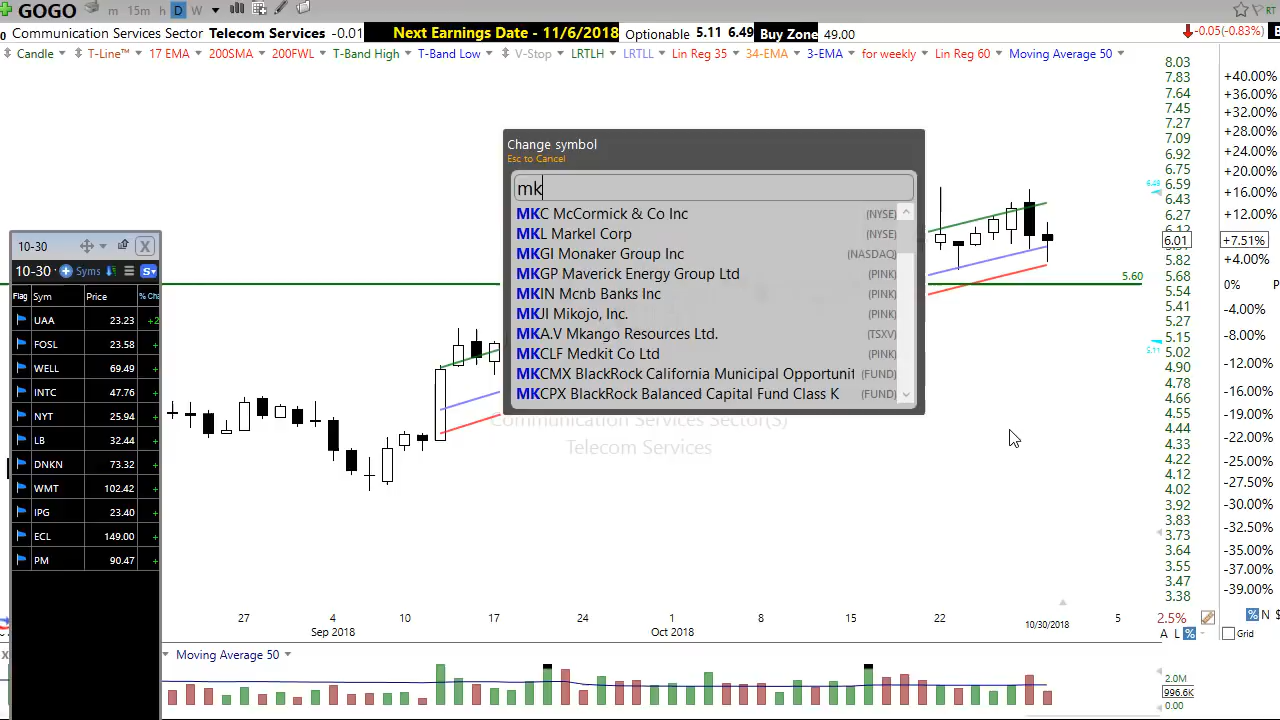 GOGO m 15m h D W RT
Communication Services Sector Telecom Services -0.01 Next Earnings Date - 11/6/2018 Optionable 5.11 6.49 Buy Zone 49.00 -0.05(-0.83%)
Candle T-Line™ 17 EMA 200SMA 200FWL T-Band High T-Band Low V-Stop LRTLH LRTLL Lin Reg 35 34-EMA 3-EMA for weekly Lin Reg 60 Moving Average 50
Change symbol
Esc to Cancel
mk
MKC McCormick & Co Inc (NYSE)
MKL Markel Corp (NYSE)
MKGI Monaker Group Inc (NASDAQ)
MKGP Maverick Energy Group Ltd (PINK)
MKIN Mcnb Banks Inc (PINK)
MKJI Mikojo, Inc. (PINK)
MKA.V Mkango Resources Ltd. (TSXV)
MKCLF Medkit Co Ltd (PINK)
MKCMX BlackRock California Municipal Opportunit (FUND)
MKCPX BlackRock Balanced Capital Fund Class K (FUND)
Communication Services Sector(S)
Telecom Services
10-30
10-30 Syms
Flag Sym Price % Cha
UAA 23.23 +2
FOSL 23.58 +
WELL 69.49 +
INTC 47.76 +
NYT 25.94 +
LB 32.44 +
DNKN 73.32 +
WMT 102.42 +
IPG 23.40 +
ECL 149.00 +
PM 90.47 +
8.03
7.83
7.64
7.45
7.27
7.09
6.92
6.75
6.59
6.43
6.27
6.12
6.01
5.82
5.68
5.54
5.41
5.27
5.15
5.02
4.90
4.78
4.66
4.55
4.44
4.33
4.22
4.12
4.02
3.92
3.83
3.73
3.64
3.55
3.47
3.38
6.49
5.60
5.11
+40.00%
+36.00%
+32.00%
+28.00%
+24.00%
+20.00%
+16.00%
+12.00%
+7.51%
+4.00%
0%
-4.00%
-8.00%
-12.00%
-16.00%
-19.00%
-22.00%
-25.00%
-27.50%
-30.00%
-32.50%
-35.00%
-37.00%
-39.00%
27 4 10 17 24 1 8 15 22 5
Sep 2018 Oct 2018 10/30/2018
2.5%
A L %
% N $
Grid
X Moving Average 50
2.0M
996.6K
0.00